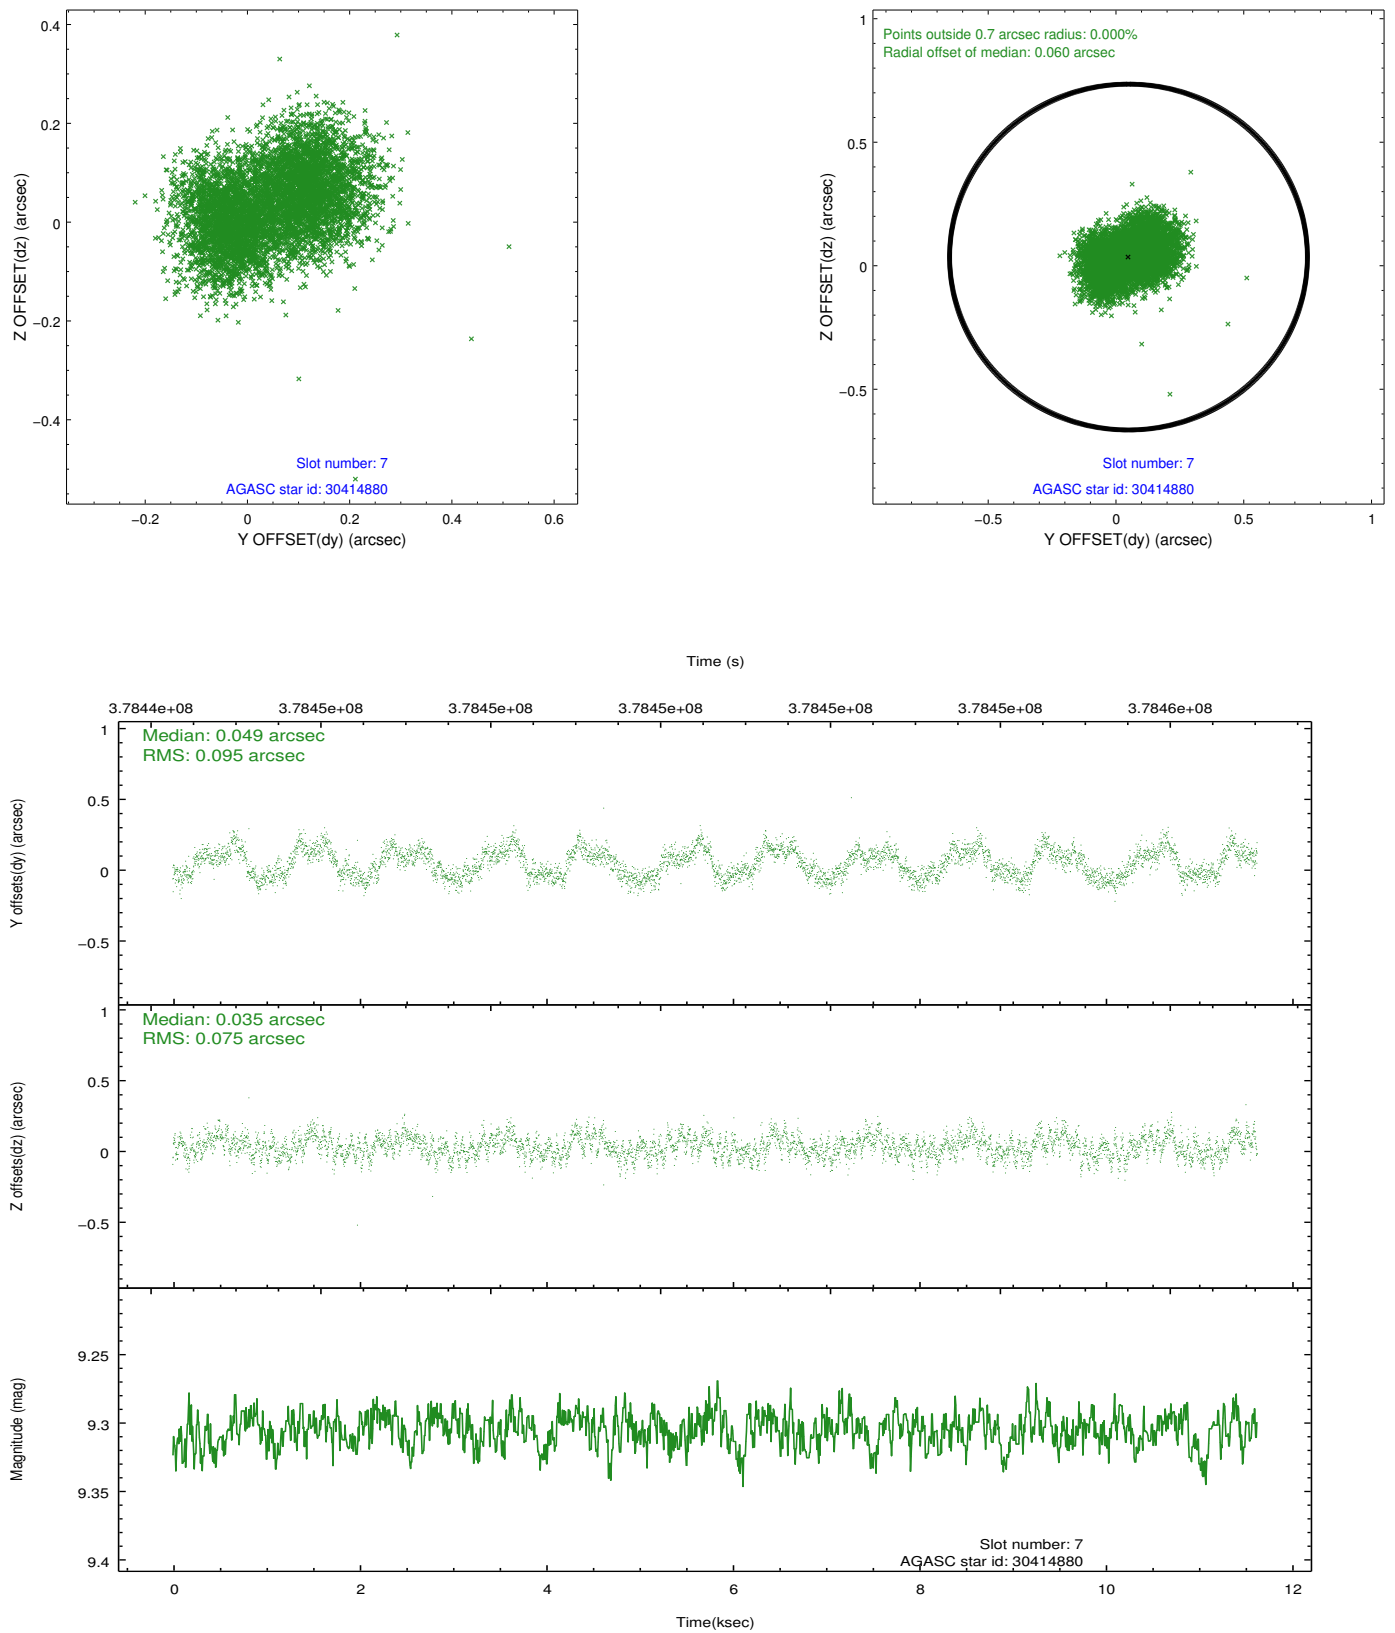 0.4
0.2
0
−0.2
−0.4
Z OFFSET(dz) (arcsec)
Slot number: 7
AGASC star id: 30414880
−0.2 0 0.2 0.4 0.6
Y OFFSET(dy) (arcsec)
Points outside 0.7 arcsec radius: 0.000%
Radial offset of median: 0.060 arcsec
1
0.5
0
−0.5
Z OFFSET(dz) (arcsec)
Slot number: 7
AGASC star id: 30414880
−0.5 0 0.5 1
Y OFFSET(dy) (arcsec)
Time (s)
3.7844e+08 3.7845e+08 3.7845e+08 3.7845e+08 3.7845e+08 3.7845e+08 3.7846e+08
Median: 0.049 arcsec
RMS: 0.095 arcsec
1
0.5
0
−0.5
Y offsets(dy) (arcsec)
Median: 0.035 arcsec
RMS: 0.075 arcsec
1
0.5
0
−0.5
Z offsets(dz) (arcsec)
9.25
9.3
9.35
9.4
Magnitude (mag)
Slot number: 7
AGASC star id: 30414880
0 2 4 6 8 10 12
Time(ksec)